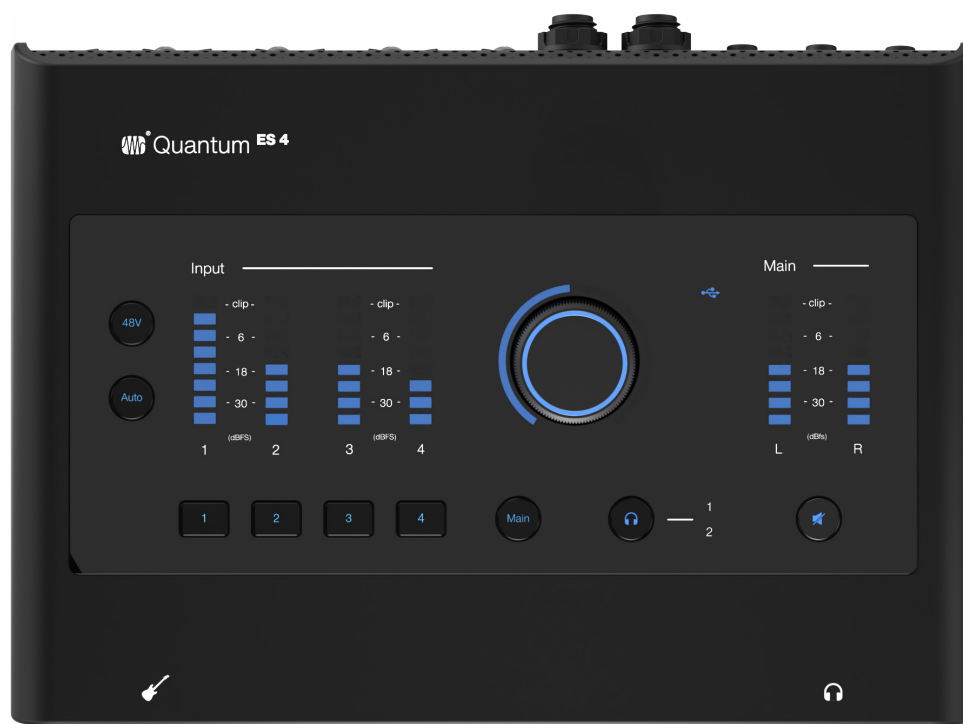 Quantum ES 4
Input
Main
- clip -
- clip -
- clip -
48V
- 6 -
- 6 -
- 6 -
- 18 -
- 18 -
- 18 -
Auto
- 30 -
- 30 -
- 30 -
(dBFS)
(dBFS)
(dBfs)
1
2
3
4
L
R
1
2
3
4
Main
1
2